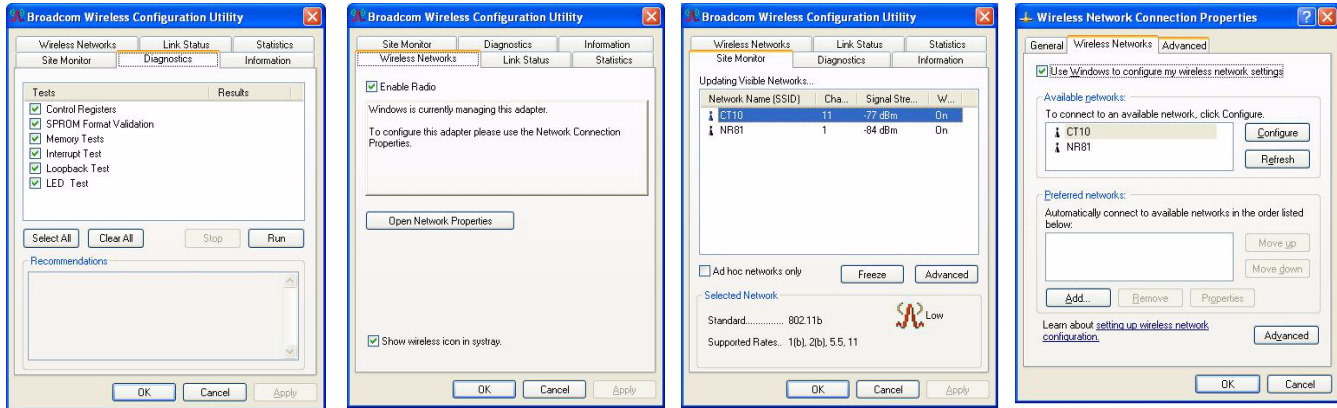 Broadcom Wireless Configuration Utility
Wireless Networks Link Status Statistics
Site Monitor Diagnostics Information
Tests Results
Control Registers
SPROM Format Validation
Memory Tests
Interrupt Test
Loopback Test
LED Test
Select All Clear All Stop Run
Recommendations
OK Cancel Apply
Broadcom Wireless Configuration Utility
Site Monitor Diagnostics Information
Wireless Networks Link Status Statistics
Enable Radio
Windows is currently managing this adapter.
To configure this adapter please use the Network Connection
Properties.
Open Network Properties
Show wireless icon in systray.
OK Cancel Apply
Broadcom Wireless Configuration Utility
Wireless Networks Link Status Statistics
Site Monitor Diagnostics Information
Updating Visible Networks...
Network Name (SSID) Cha... Signal Stre... W...
CT10 11 -77 dBm On
NR81 1 -84 dBm On
Ad hoc networks only Freeze Advanced
Selected Network
Standard.............. 802.11b Low
Supported Rates.. 1(b), 2(b), 5.5, 11
OK Cancel Apply
Wireless Network Connection Properties
General Wireless Networks Advanced
Use Windows to configure my wireless network settings
Available networks:
To connect to an available network, click Configure.
CT10 Configure
NR81
Refresh
Preferred networks:
Automatically connect to available networks in the order listed
below:
Move up
Move down
Add... Remove Properties
Learn about setting up wireless network
configuration. Advanced
OK Cancel